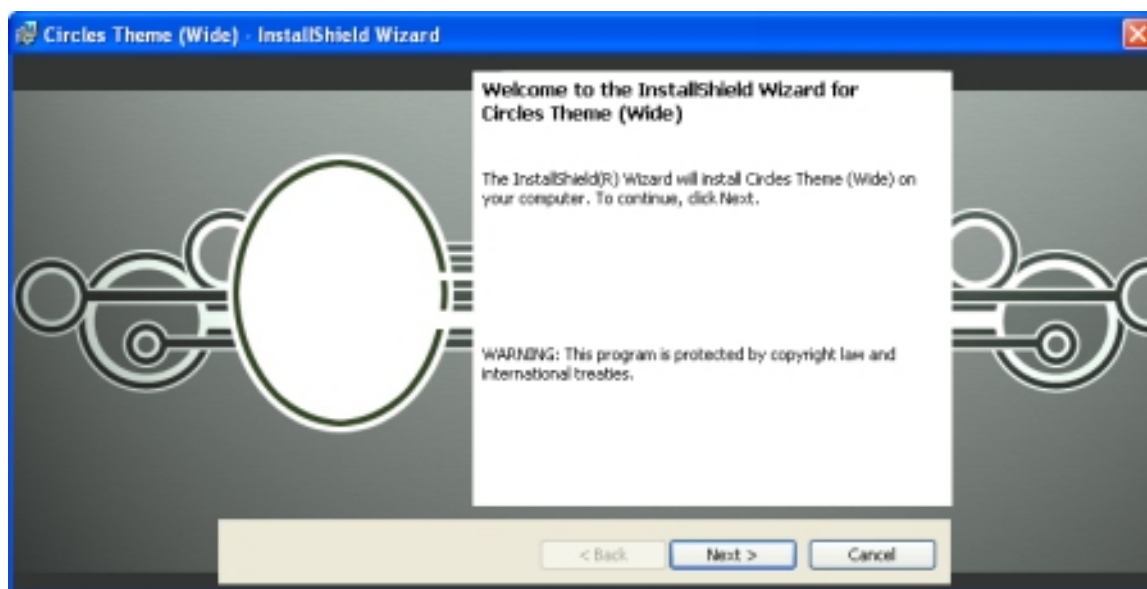 Circles Theme (Wide) - InstallShield Wizard
Welcome to the InstallShield Wizard for
Circles Theme (Wide)
The InstallShield(R) Wizard will install Circles Theme (Wide) on
your computer. To continue, click Next.
WARNING: This program is protected by copyright law and
international treaties.
< Back
Next >
Cancel